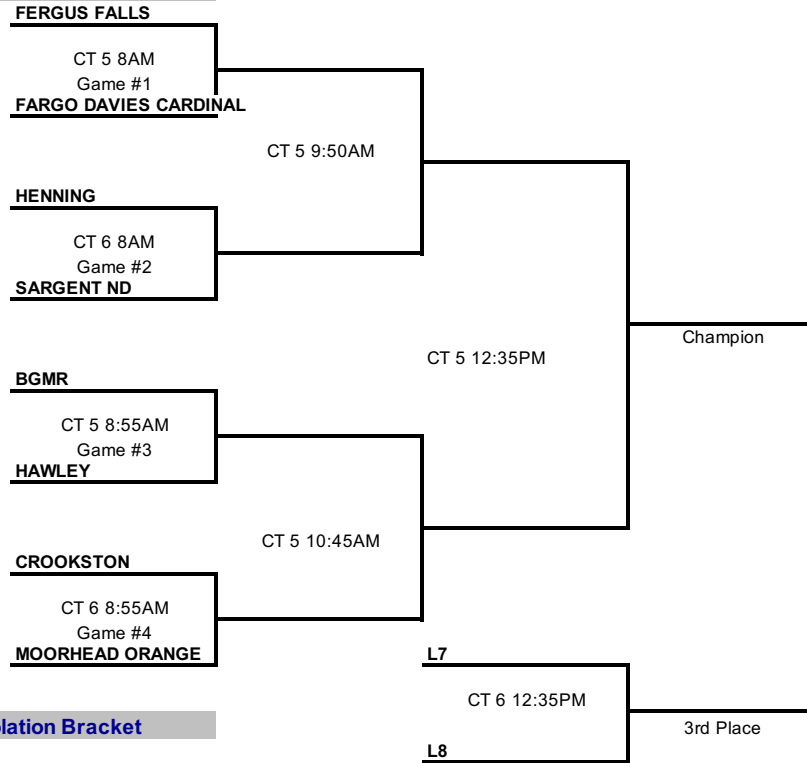 FERGUS FALLS
CT 5 8AM
Game #1
FARGO DAVIES CARDINAL
CT 5 9:50AM
HENNING
CT 6 8AM
Game #2
SARGENT ND
Champion
CT 5 12:35PM
BGMR
CT 5 8:55AM
Game #3
HAWLEY
CT 5 10:45AM
CROOKSTON
CT 6 8:55AM
Game #4
MOORHEAD ORANGE
L7
CT 6 12:35PM
3rd Place
L8
lation Bracket